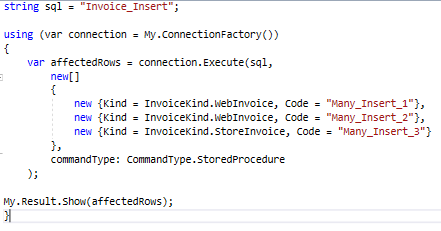 string sql = "Invoice_Insert";
using (var connection = My.ConnectionFactory())
{
var affectedRows = connection.Execute(sql,
new[]
{
new {Kind = InvoiceKind.WebInvoice, Code = "Many_Insert_1"},
new {Kind = InvoiceKind.WebInvoice, Code = "Many_Insert_2"},
new {Kind = InvoiceKind.StoreInvoice, Code = "Many_Insert_3"}
},
commandType: CommandType.StoredProcedure
);
My.Result.Show(affectedRows);
}